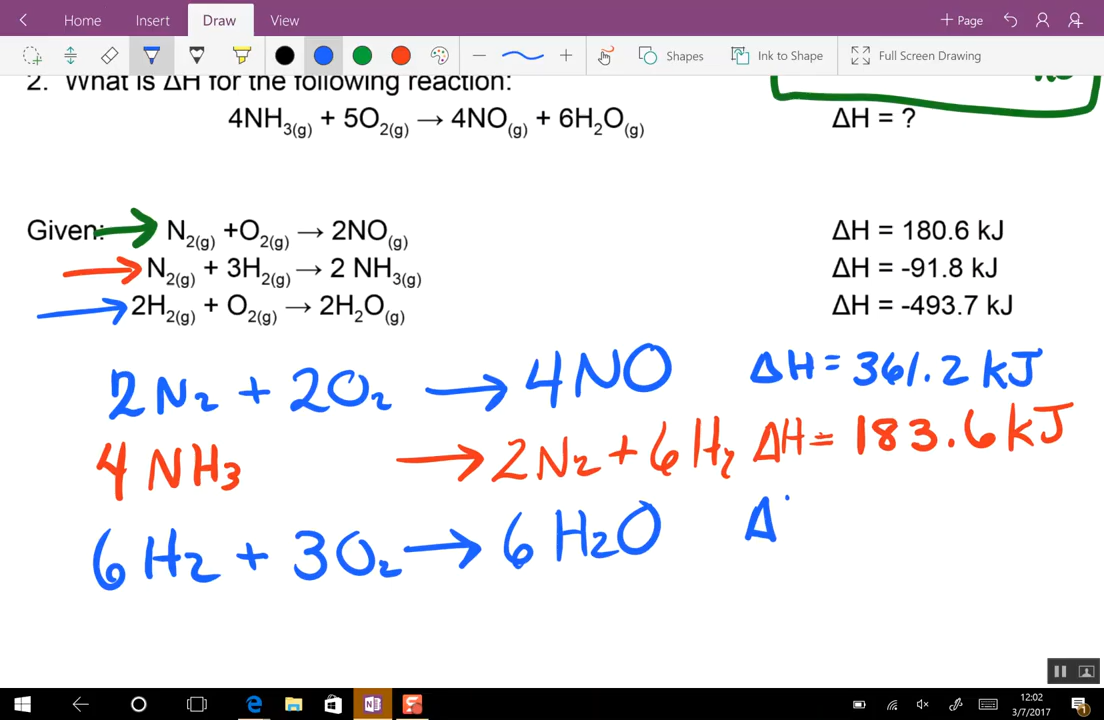 Home Insert Draw View + Page
Shapes Ink to Shape Full Screen Drawing
2. What is ΔH for the following reaction:
4NH₃(g) + 5O₂(g) → 4NO(g) + 6H₂O(g) ΔH = ?
Given: N₂(g) +O₂(g) → 2NO(g) ΔH = 180.6 kJ
N₂(g) + 3H₂(g) → 2 NH₃(g) ΔH = -91.8 kJ
2H₂(g) + O₂(g) → 2H₂O(g) ΔH = -493.7 kJ
2N₂ + 2O₂ → 4NO ΔH = 361.2 kJ
4 NH₃ → 2N₂ + 6H₂ ΔH = 183.6 kJ
6H₂ + 3O₂ → 6H₂O Δ
12:02
3/7/2017
1